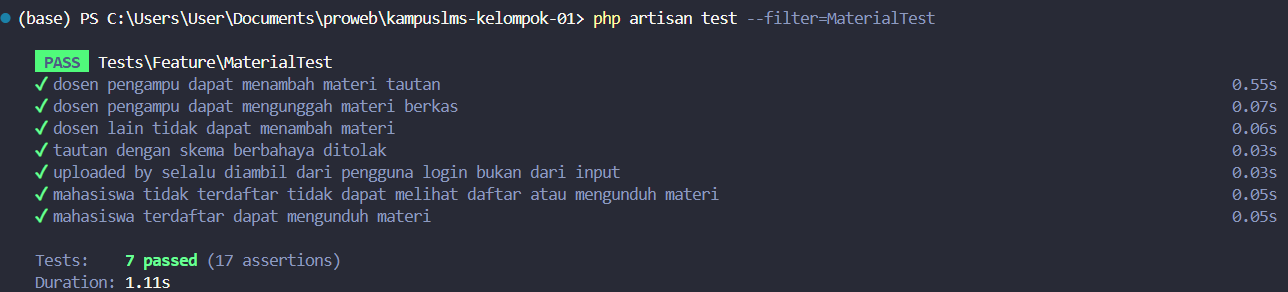 (base) PS C:\Users\User\Documents\proweb\kampuslms-kelompok-01> php artisan test --filter=MaterialTest
PASS Tests\Feature\MaterialTest
✓ dosen pengampu dapat menambah materi tautan 0.55s
✓ dosen pengampu dapat mengunggah materi berkas 0.07s
✓ dosen lain tidak dapat menambah materi 0.06s
✓ tautan dengan skema berbahaya ditolak 0.03s
✓ uploaded by selalu diambil dari pengguna login bukan dari input 0.03s
✓ mahasiswa tidak terdaftar tidak dapat melihat daftar atau mengunduh materi 0.05s
✓ mahasiswa terdaftar dapat mengunduh materi 0.05s
Tests: 7 passed (17 assertions)
Duration: 1.11s